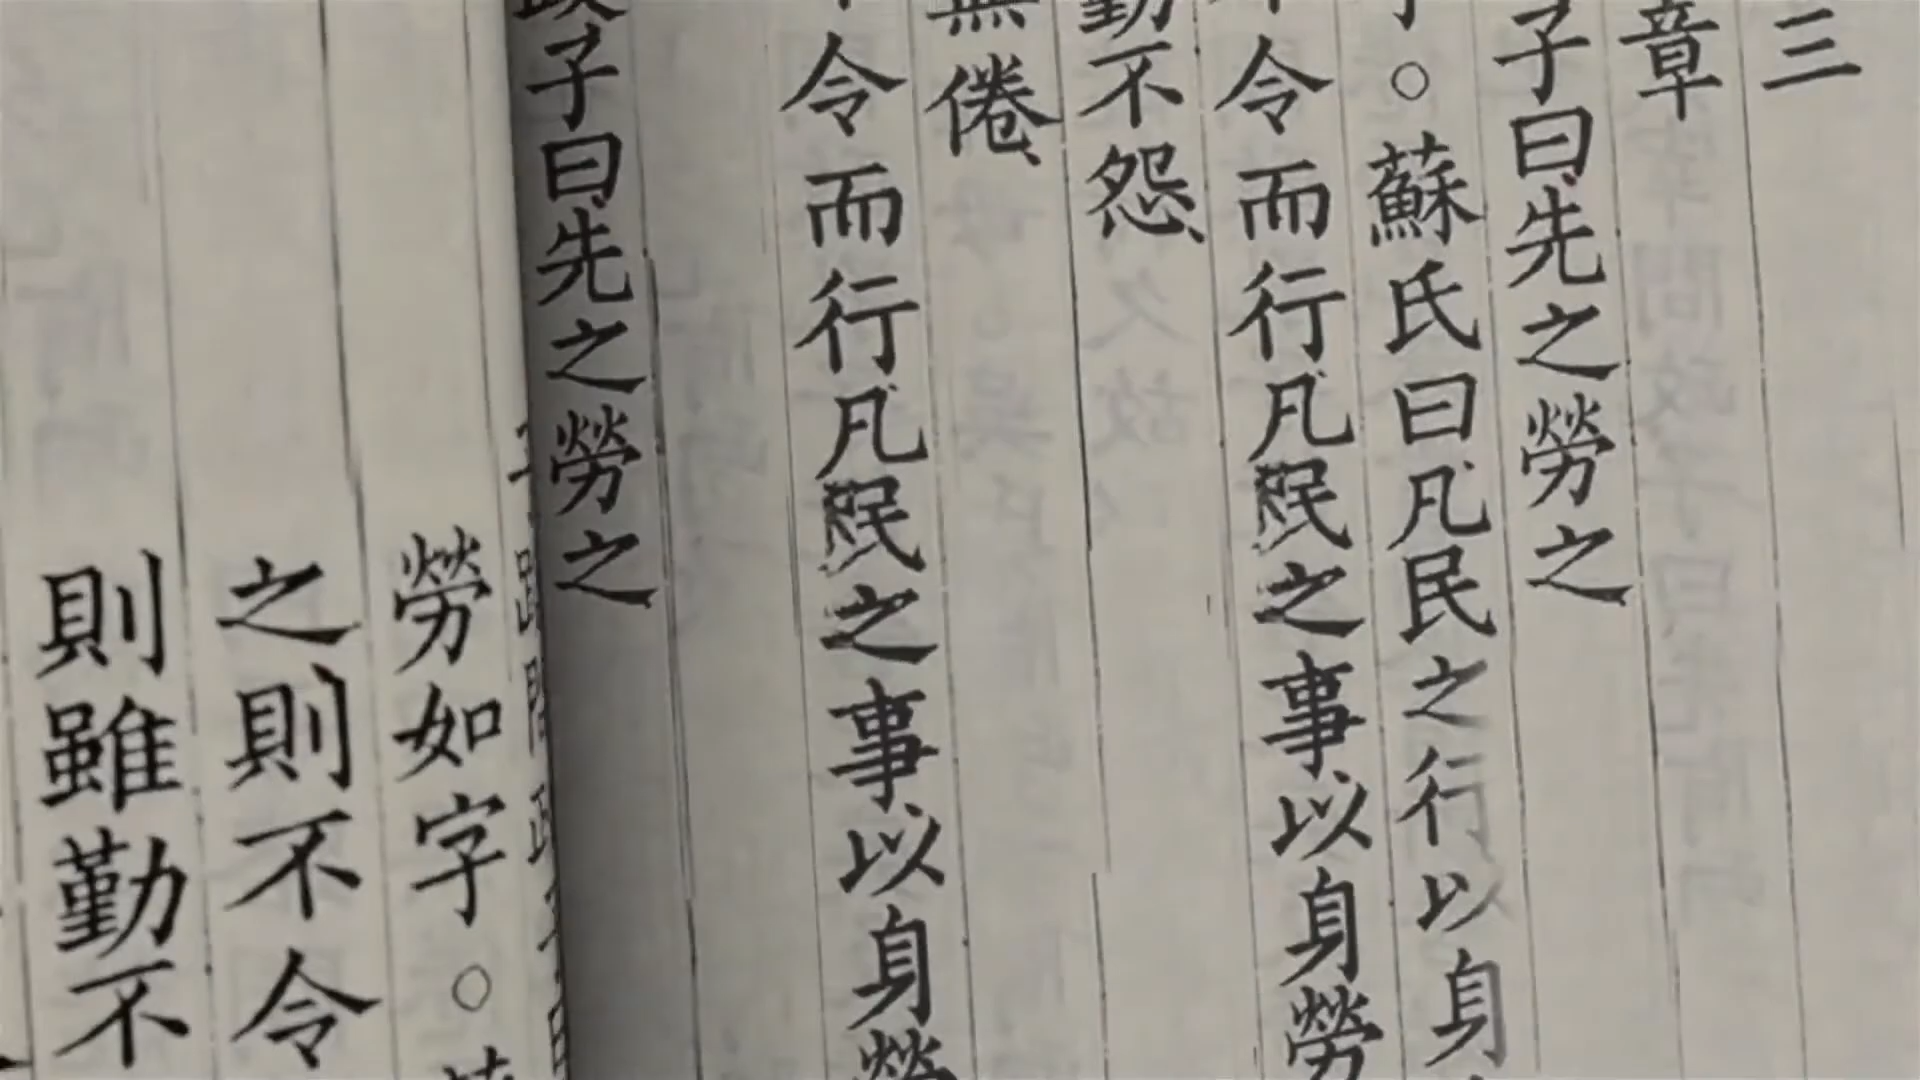 三
章
子曰先之勞之
。蘇氏曰凡民之行以身
令而行凡民之事以身勞
勤不怨
無倦
令而行凡民之事以身勞
子曰先之勞之
勞如字。
之則不令
則雖勤不